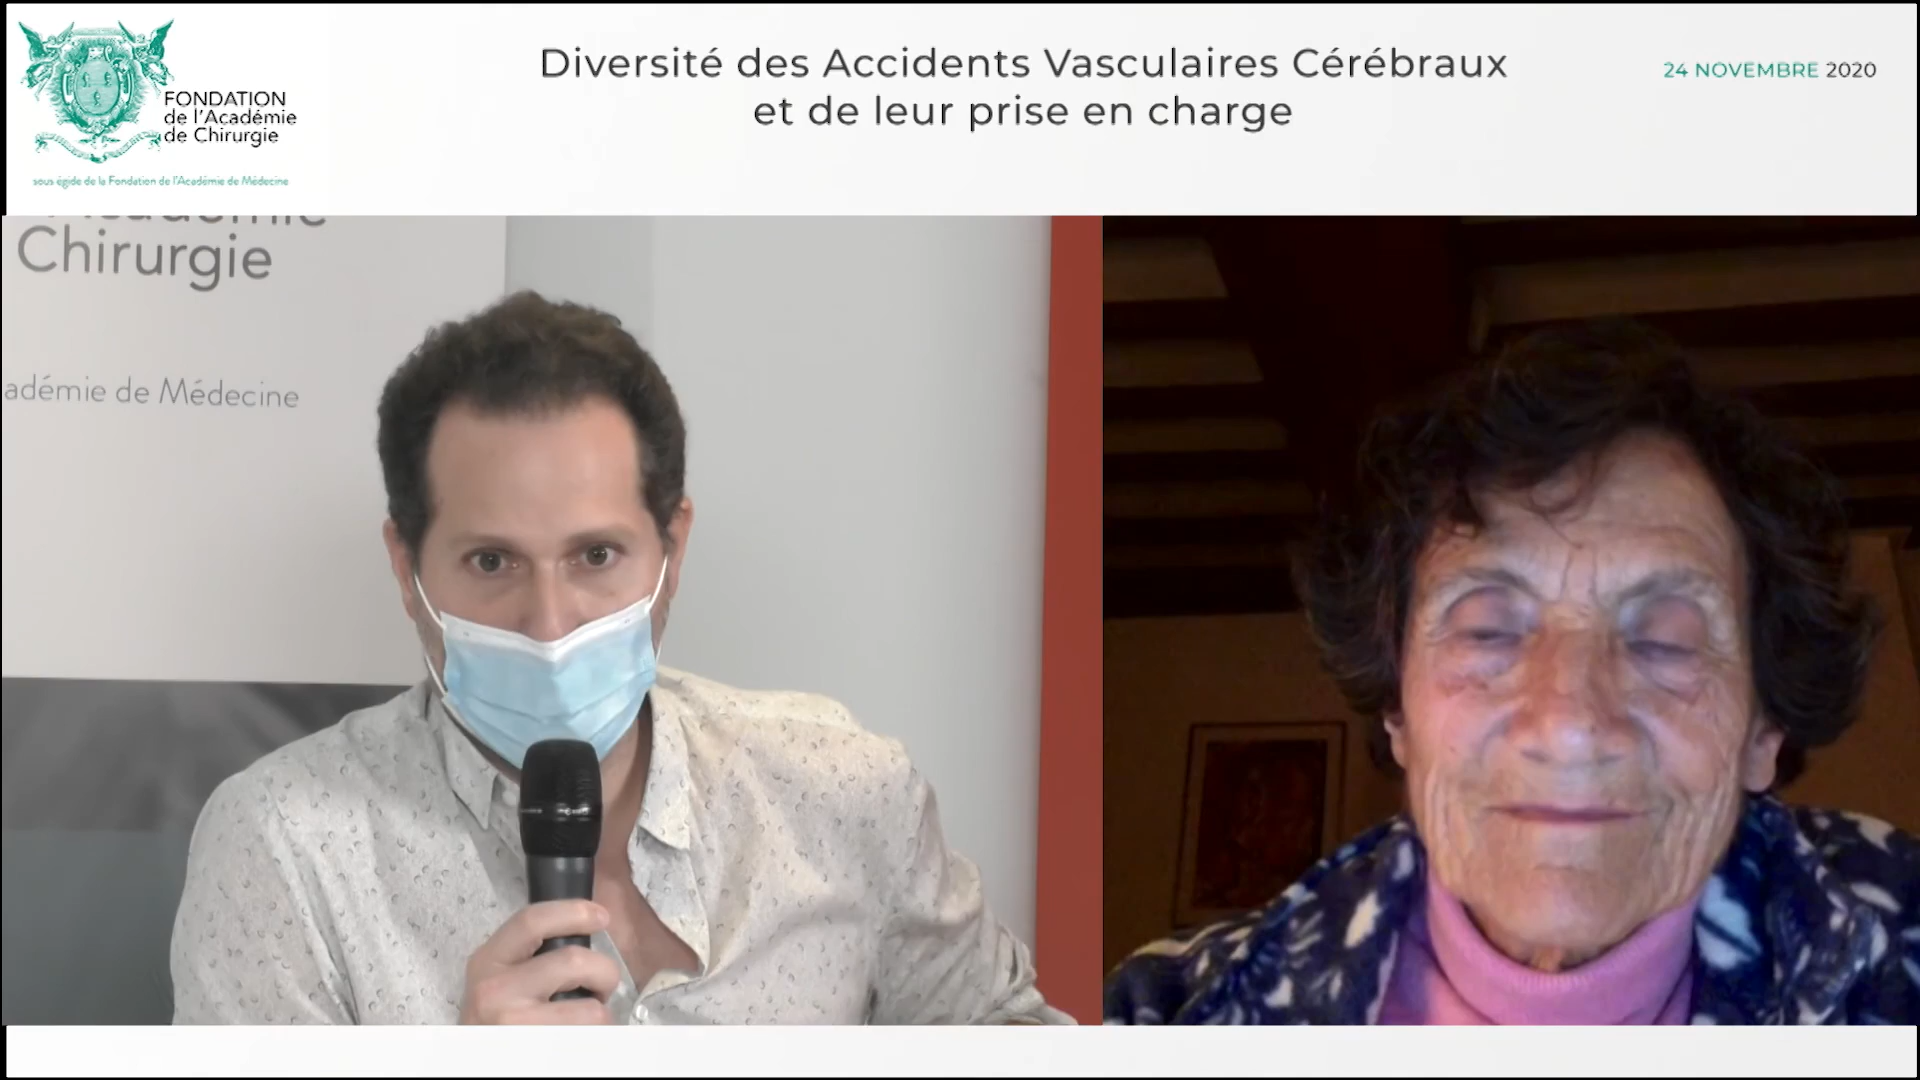 FONDATION
de l'Académie
de Chirurgie
sous égide de la Fondation de l'Académie de Médecine
Diversité des Accidents Vasculaires Cérébraux
et de leur prise en charge
24 NOVEMBRE 2020
Académie
Chirurgie
adémie de Médecine